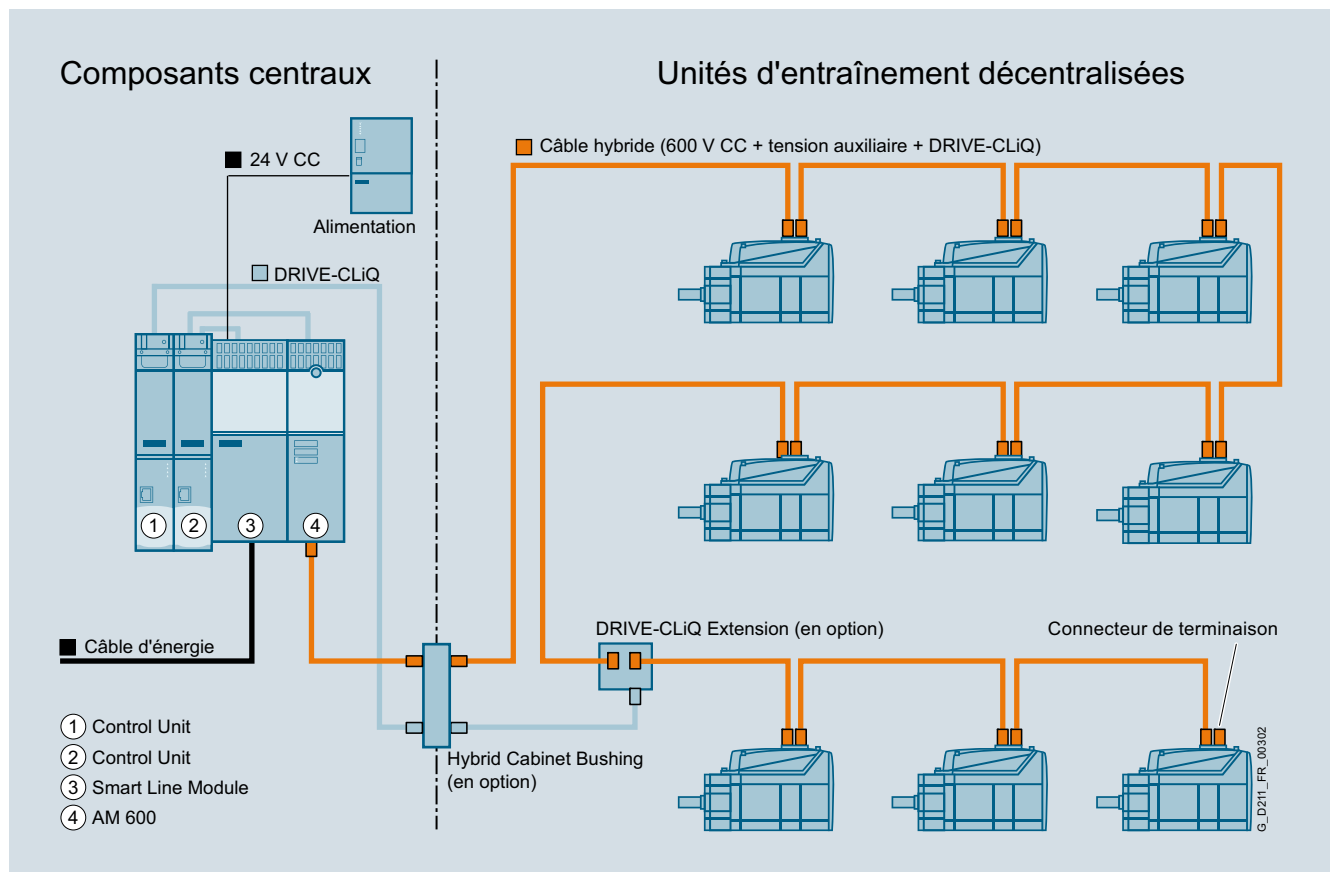 Composants centraux
Unités d'entraînement décentralisées
24 V CC
Câble hybride (600 V CC + tension auxiliaire + DRIVE-CLiQ)
Alimentation
DRIVE-CLiQ
1 2 3 4
Câble d'énergie
DRIVE-CLiQ Extension (en option)
Connecteur de terminaison
1 Control Unit
2 Control Unit
3 Smart Line Module
4 AM 600
Hybrid Cabinet Bushing
(en option)
G_D211_FR_00302